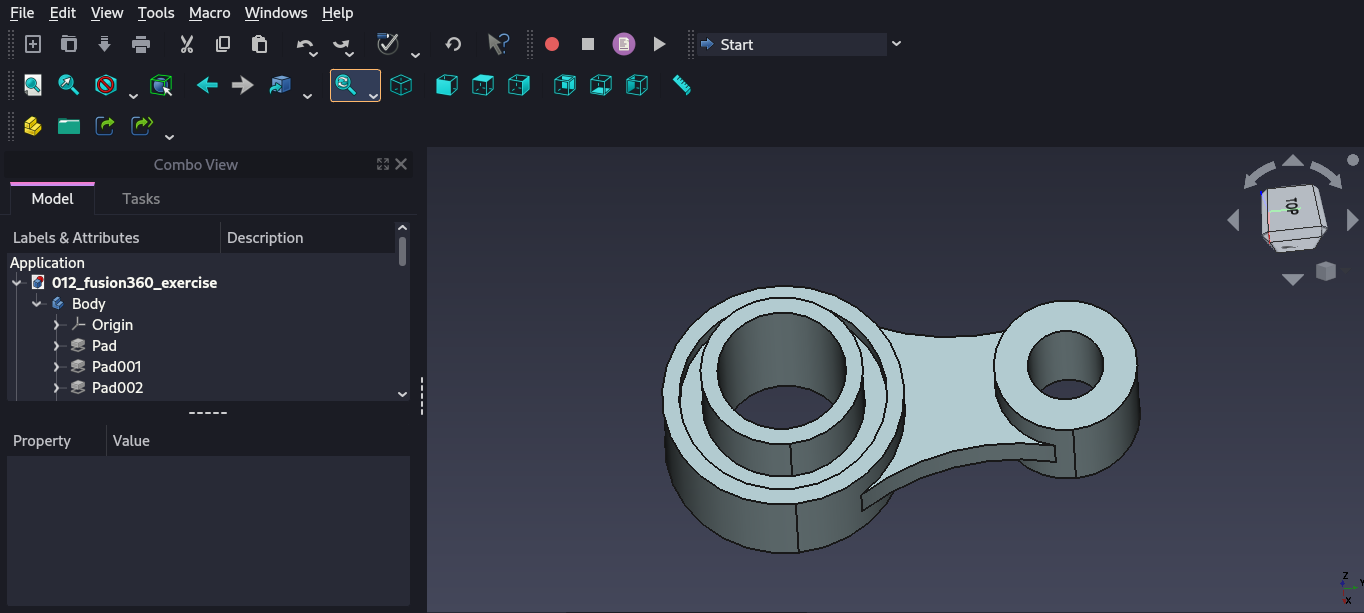 File Edit View Tools Macro Windows Help
Start
Combo View
Model Tasks
Labels & Attributes Description
Application
012_fusion360_exercise
Body
Origin
Pad
Pad001
Pad002
Property Value
TOP
Z
Y
X